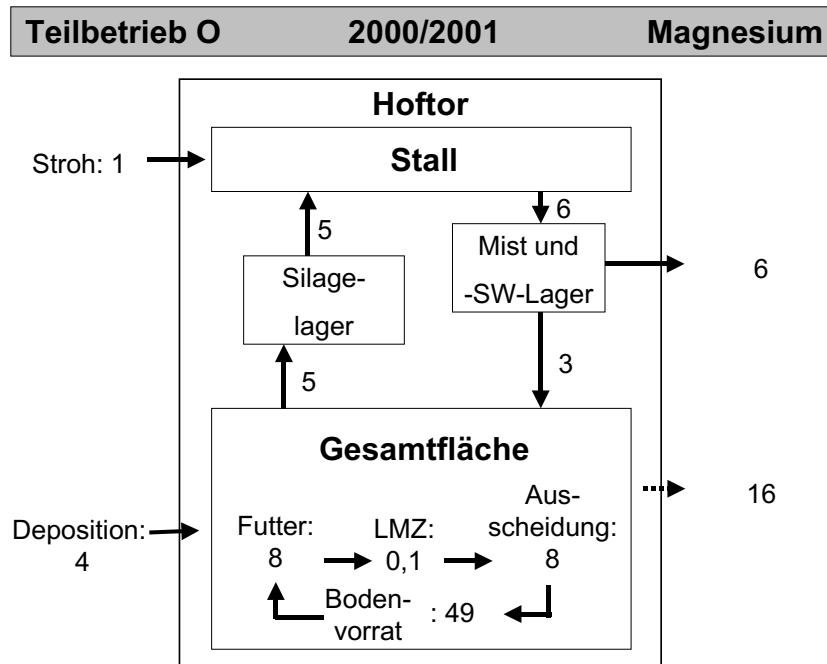 Teilbetrieb O 2000/2001 Magnesium
Hoftor
Stall
Stroh: 1
5
6
Silage-
lager
Mist und
-SW-Lager
6
5
3
Gesamtfläche
16
Deposition:
4
Futter:
8
LMZ:
0,1
Aus-
scheidung:
8
Boden-
vorrat
: 49